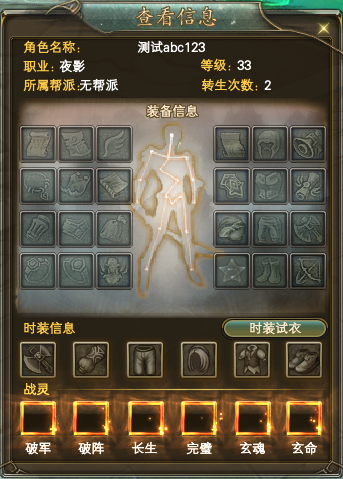 查看信息
角色名称: 测试abc123
职业: 夜影 等级: 33
所属帮派:无帮派 转生次数: 2
装备信息
时装信息 时装试衣
战灵
破军 破阵 长生 完璧 玄魂 玄命